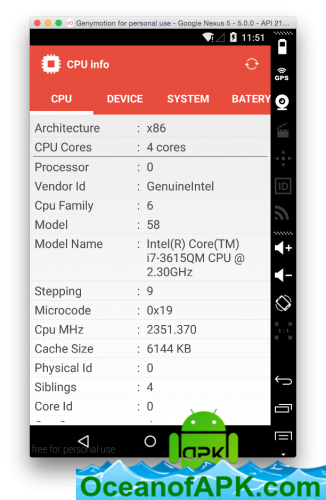 Genymotion for personal use - Google Nexus 5 - 5.0.0 - API 21...
11:51
CPU info
CPU DEVICE SYSTEM BATERY
Architecture : x86
CPU Cores : 4 cores
Processor : 0
Vendor Id : GenuineIntel
Cpu Family : 6
Model : 58
Model Name : Intel(R) Core(TM)
i7-3615QM CPU @
2.30GHz
Stepping : 9
Microcode : 0x19
Cpu MHz : 2351.370
Cache Size : 6144 KB
Physical Id : 0
Siblings : 4
Core Id : 0
free for personal use
GPS
ID
1:1
APK
OceanofAPK.com